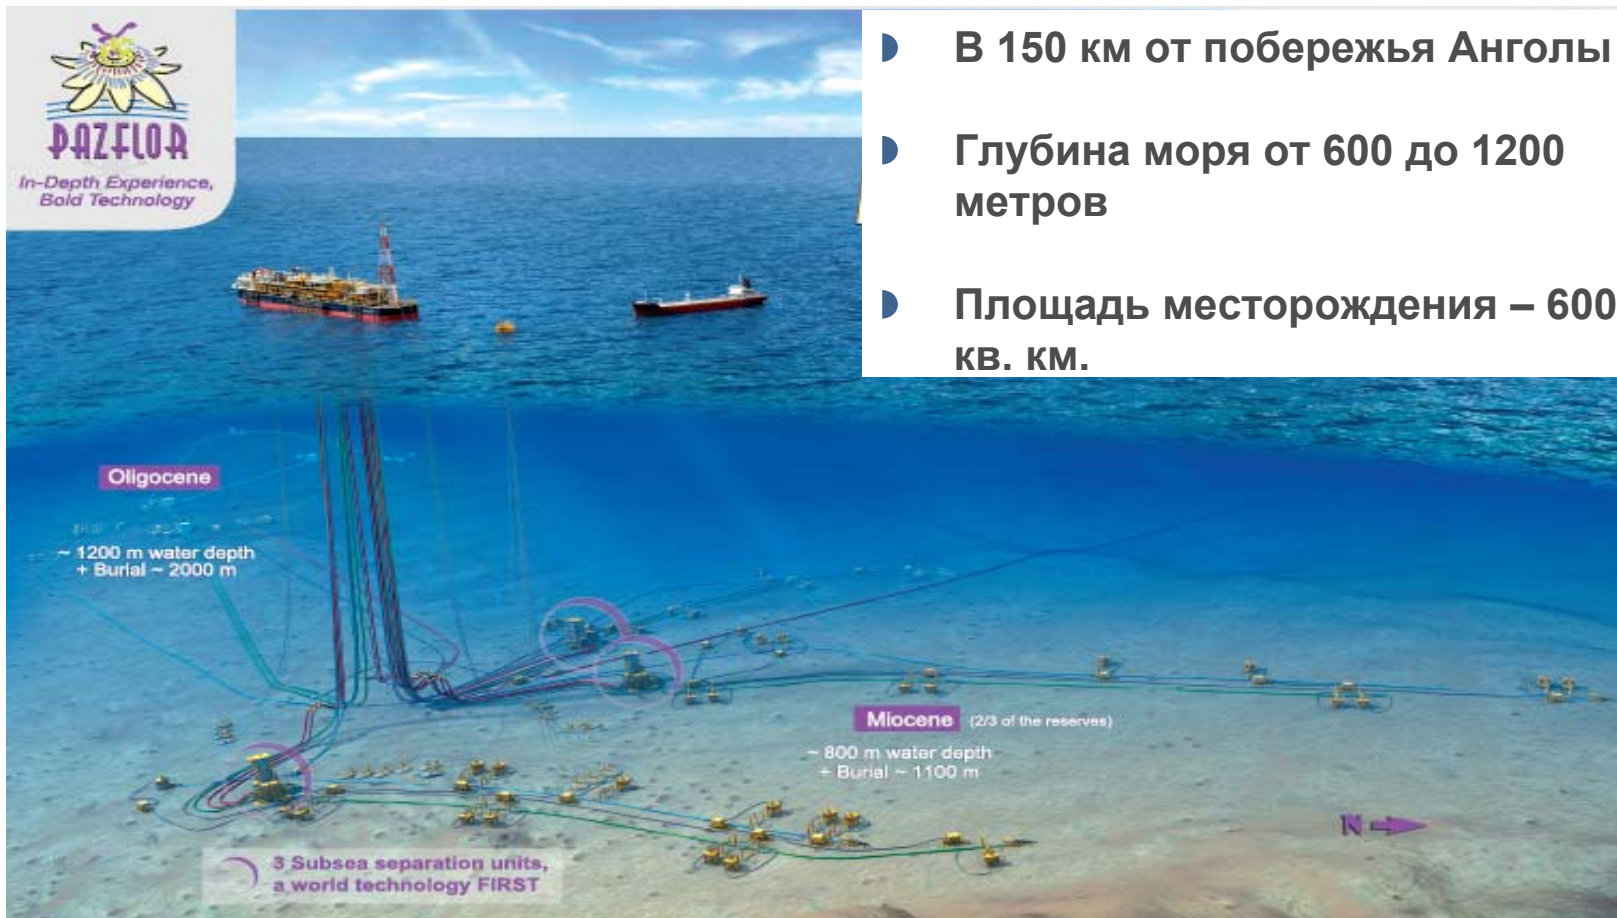 PAZFLOR
In-Depth Experience,
Bold Technology
В 150 км от побережья Анголы
Глубина моря от 600 до 1200
метров
Площадь месторождения – 600
кв. км.
Oligocene
~ 1200 m water depth
+ Burial ~ 2000 m
Miocene (2/3 of the reserves)
~ 800 m water depth
+ Burial ~ 1100 m
N
3 Subsea separation units,
a world technology FIRST